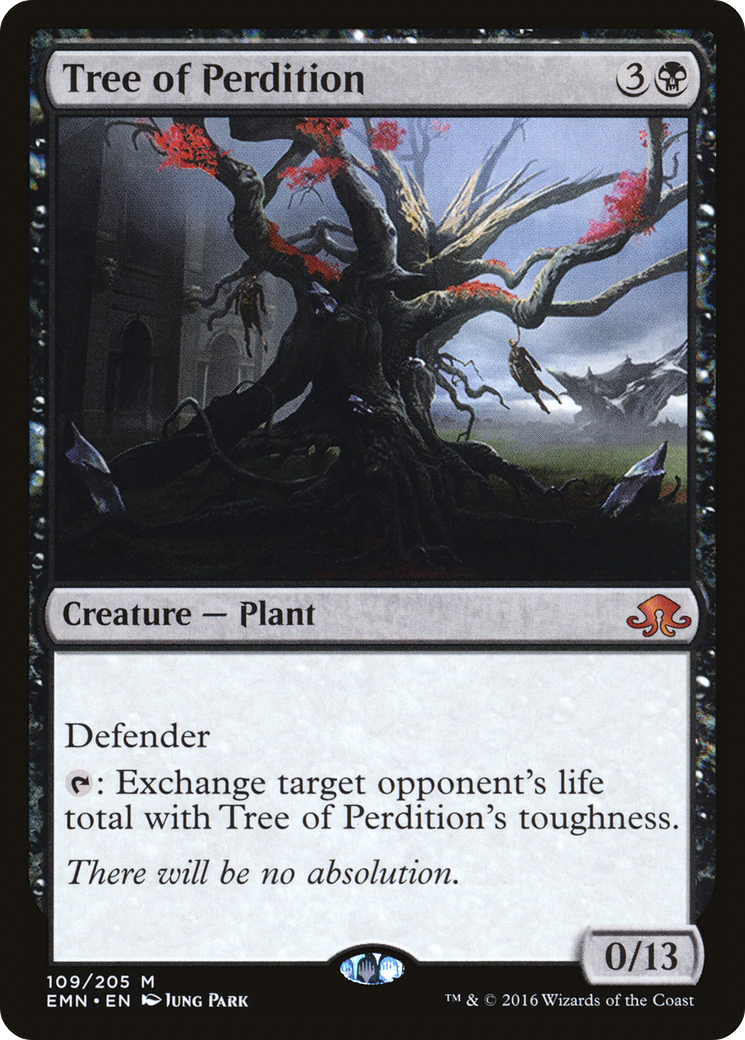 Tree of Perdition 3
Creature — Plant
Defender
: Exchange target opponent's life
total with Tree of Perdition's toughness.
There will be no absolution.
0/13
109/205 M
EMN • EN Jung Park
™ & © 2016 Wizards of the Coast